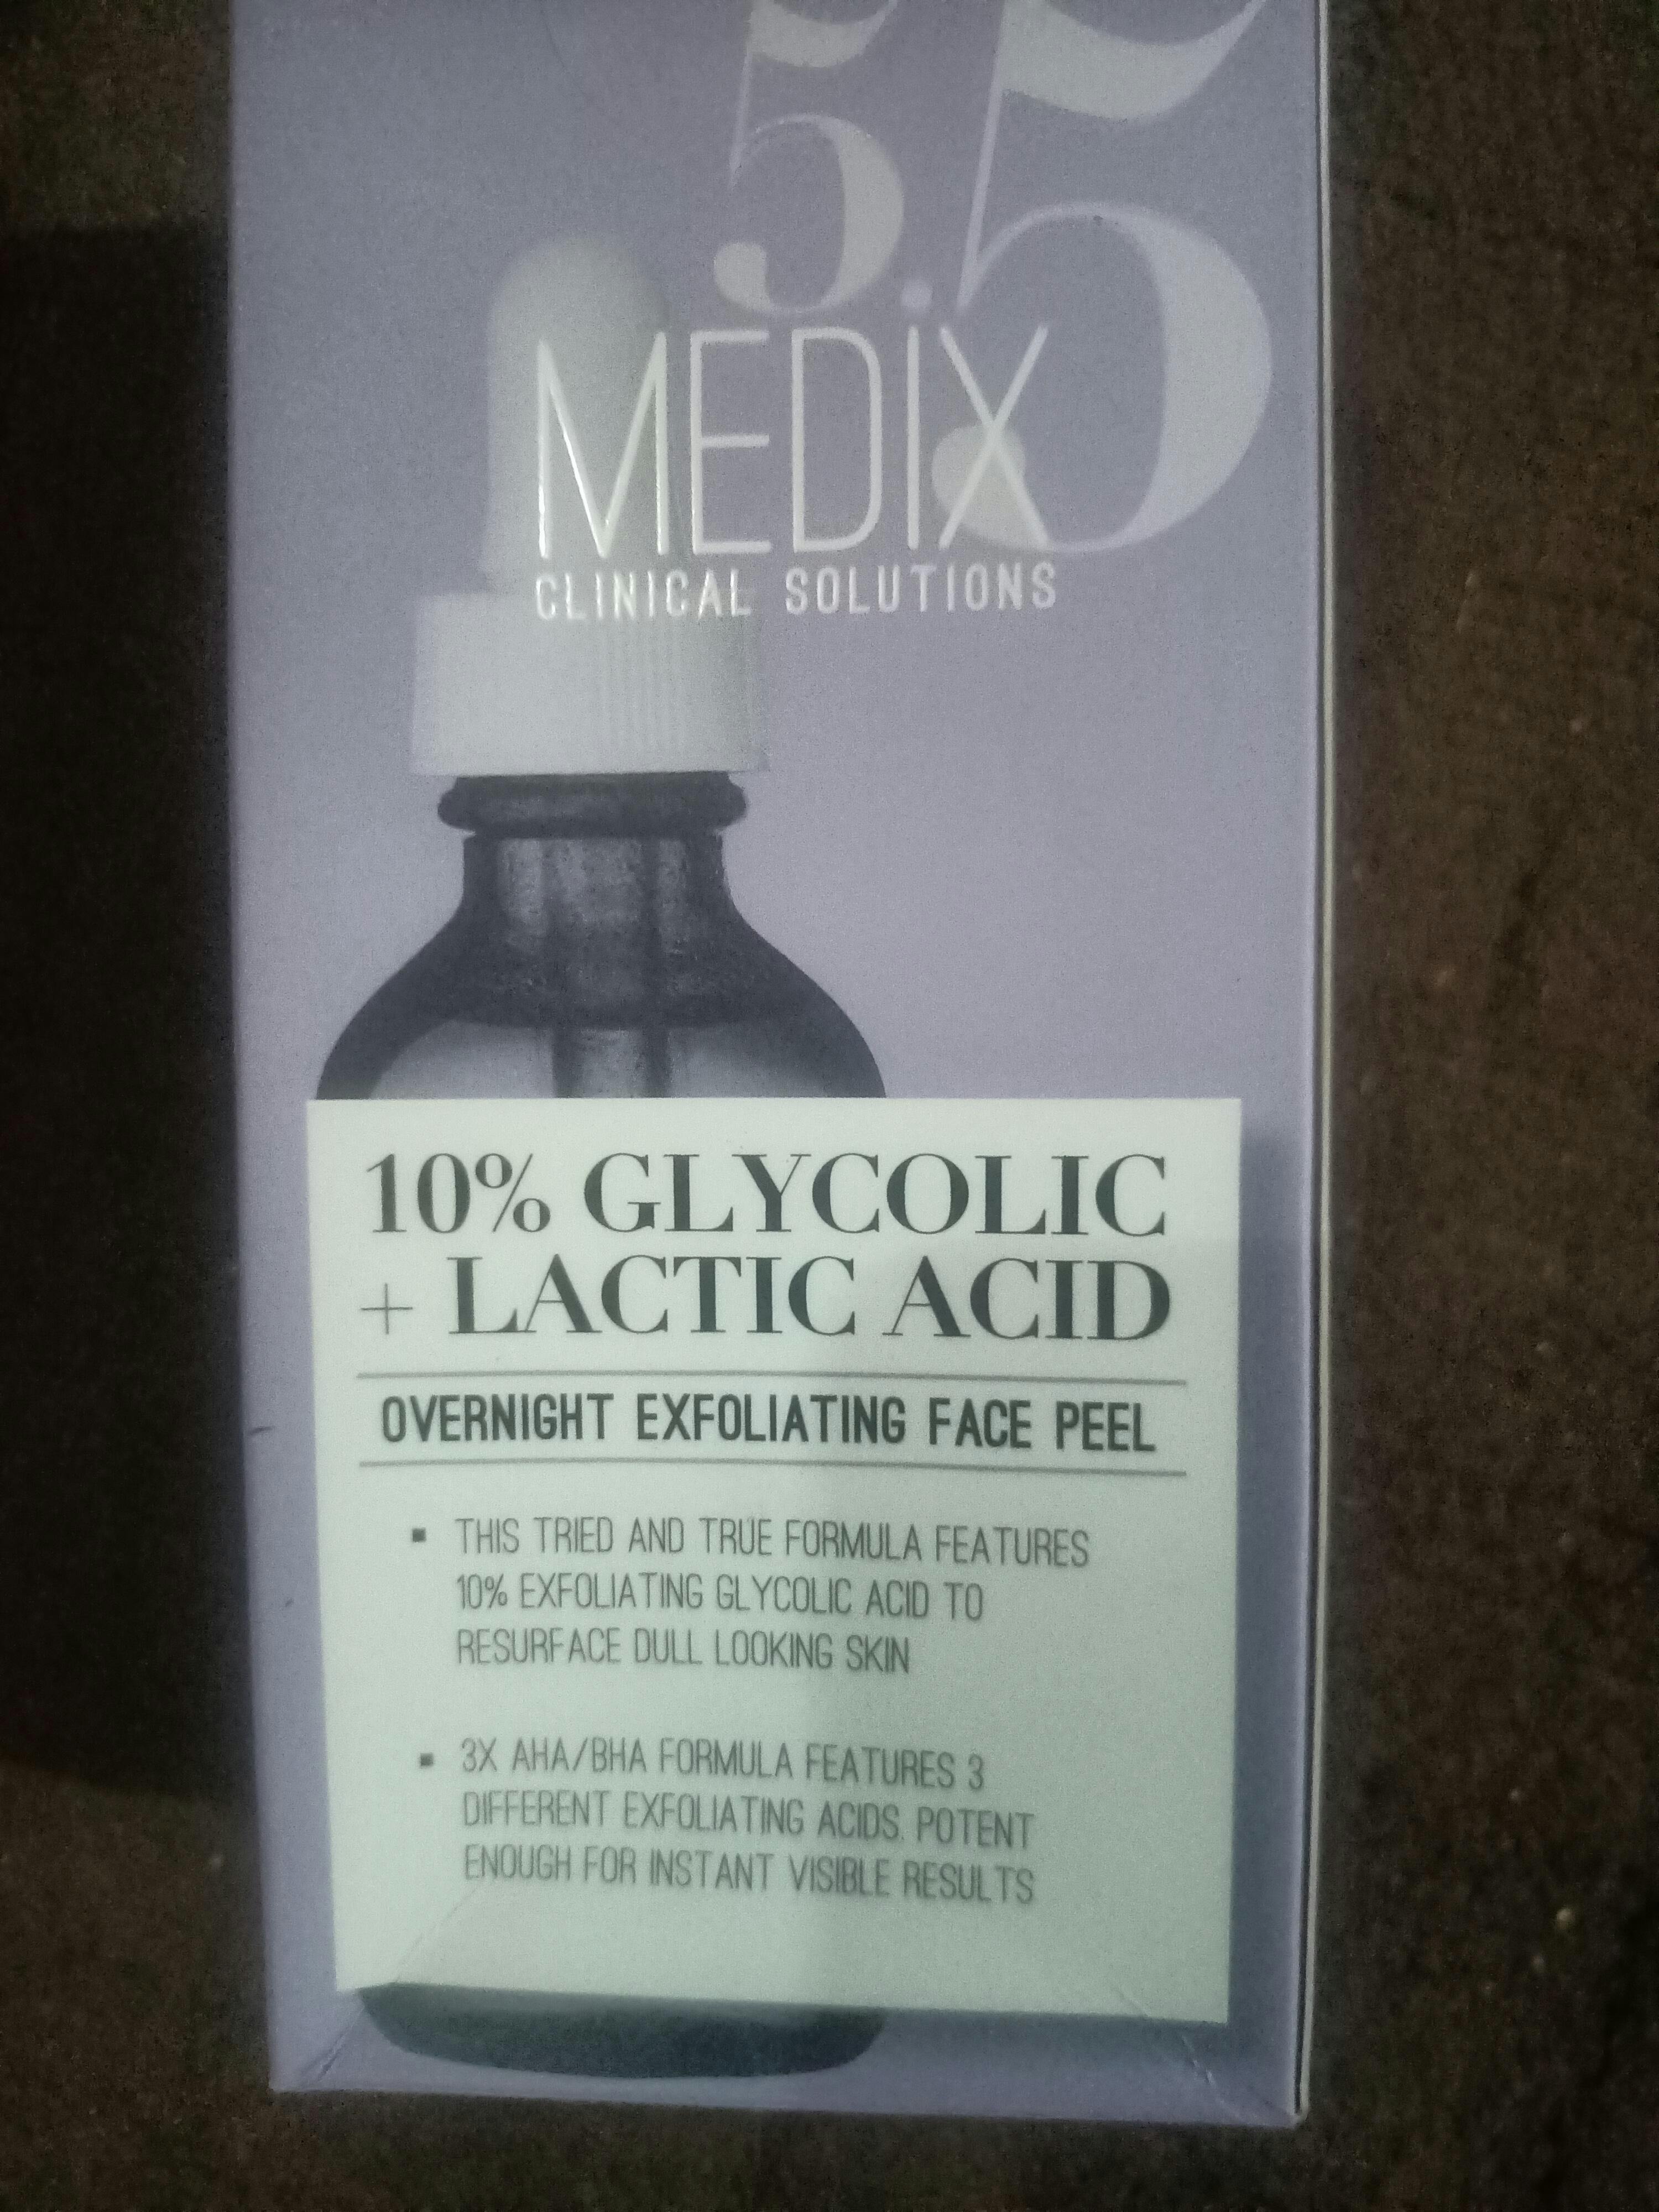 5.5
MEDiX
CLINICAL SOLUTIONS
10% GLYCOLIC
+ LACTIC ACID
OVERNIGHT EXFOLIATING FACE PEEL
▪ THIS TRIED AND TRUE FORMULA FEATURES
10% EXFOLIATING GLYCOLIC ACID TO
RESURFACE DULL LOOKING SKIN
▪ 3X AHA/BHA FORMULA FEATURES 3
DIFFERENT EXFOLIATING ACIDS. POTENT
ENOUGH FOR INSTANT VISIBLE RESULTS